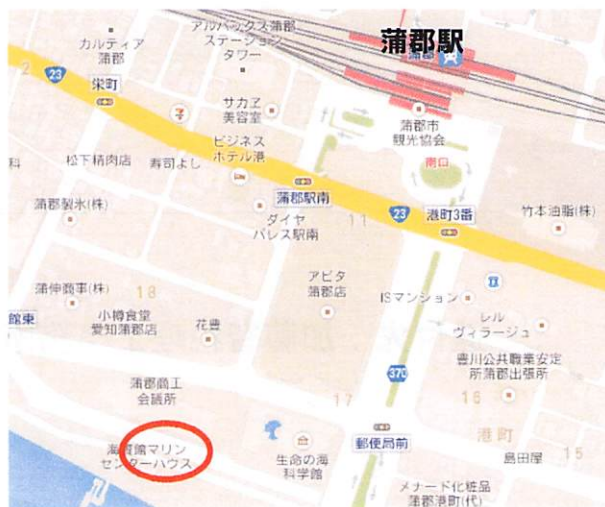 アルバックス蒲郡
ステーション
タワー
蒲郡駅
カルティア
蒲郡
23
栄町
サカヱ
美容室
蒲郡市
観光協会
ビジネス
ホテル港
南口
松下精肉店
寿司よし
蒲郡駅南
23
港町3番
竹本油脂(株)
蒲郡製氷(株)
ダイヤ
パレス駅南
11
アピタ
蒲郡店
蒲伸商事(株)
18
ISマンション
館東
小樽食堂
愛知蒲郡店
花豊
レル
ヴィラージュ
370
豊川公共職業安定
所蒲郡出張所
蒲郡商工
会議所
17
16
港町
郵便局前
海賓館マリン
センターハウス
生命の海
科学館
島田屋
15
メナード化粧品
蒲郡港町(代)